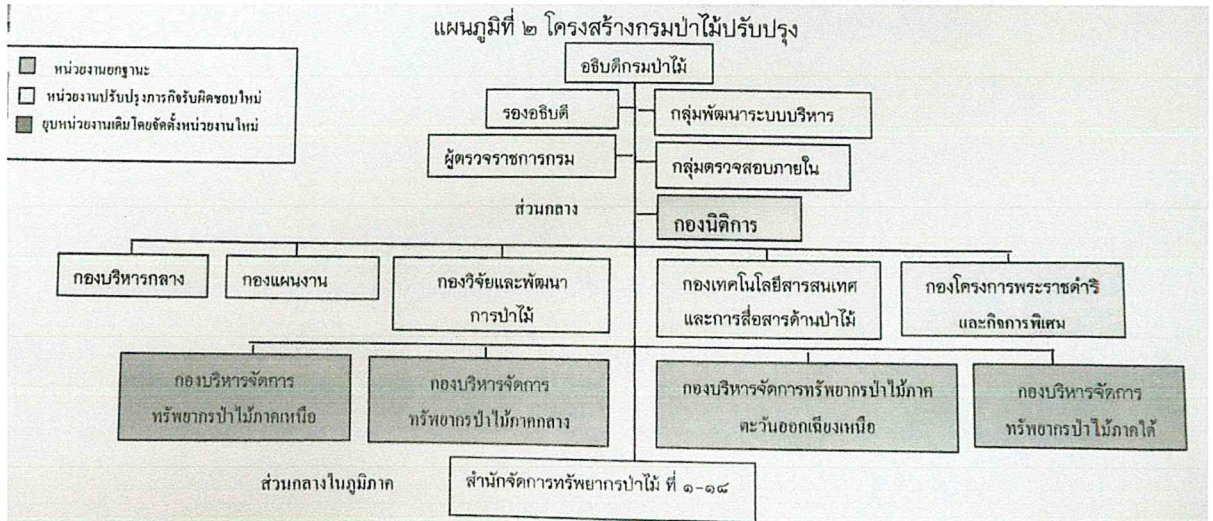 แผนภูมิที่ ๒ โครงสร้างกรมป่าไม้ปรับปรุง
หน่วยงานยกฐานะ
หน่วยงานปรับปรุงภารกิจรับผิดชอบใหม่
ยุบหน่วยงานเดิมโดยจัดตั้งหน่วยงานใหม่
อธิบดีกรมป่าไม้
รองอธิบดี
กลุ่มพัฒนาระบบบริหาร
ผู้ตรวจราชการกรม
กลุ่มตรวจสอบภายใน
ส่วนกลาง
กองนิติการ
กองบริหารกลาง
กองแผนงาน
กองวิจัยและพัฒนา
การป่าไม้
กองเทคโนโลยีสารสนเทศ
และการสื่อสารด้านป่าไม้
กองโครงการพระราชดำริ
และกิจการพิเศษ
กองบริหารจัดการ
ทรัพยากรป่าไม้ภาคเหนือ
กองบริหารจัดการ
ทรัพยากรป่าไม้ภาคกลาง
กองบริหารจัดการทรัพยากรป่าไม้ภาค
ตะวันออกเฉียงเหนือ
กองบริหารจัดการ
ทรัพยากรป่าไม้ภาคใต้
ส่วนกลางในภูมิภาค
สำนักจัดการทรัพยากรป่าไม้ ที่ ๑-๑๘